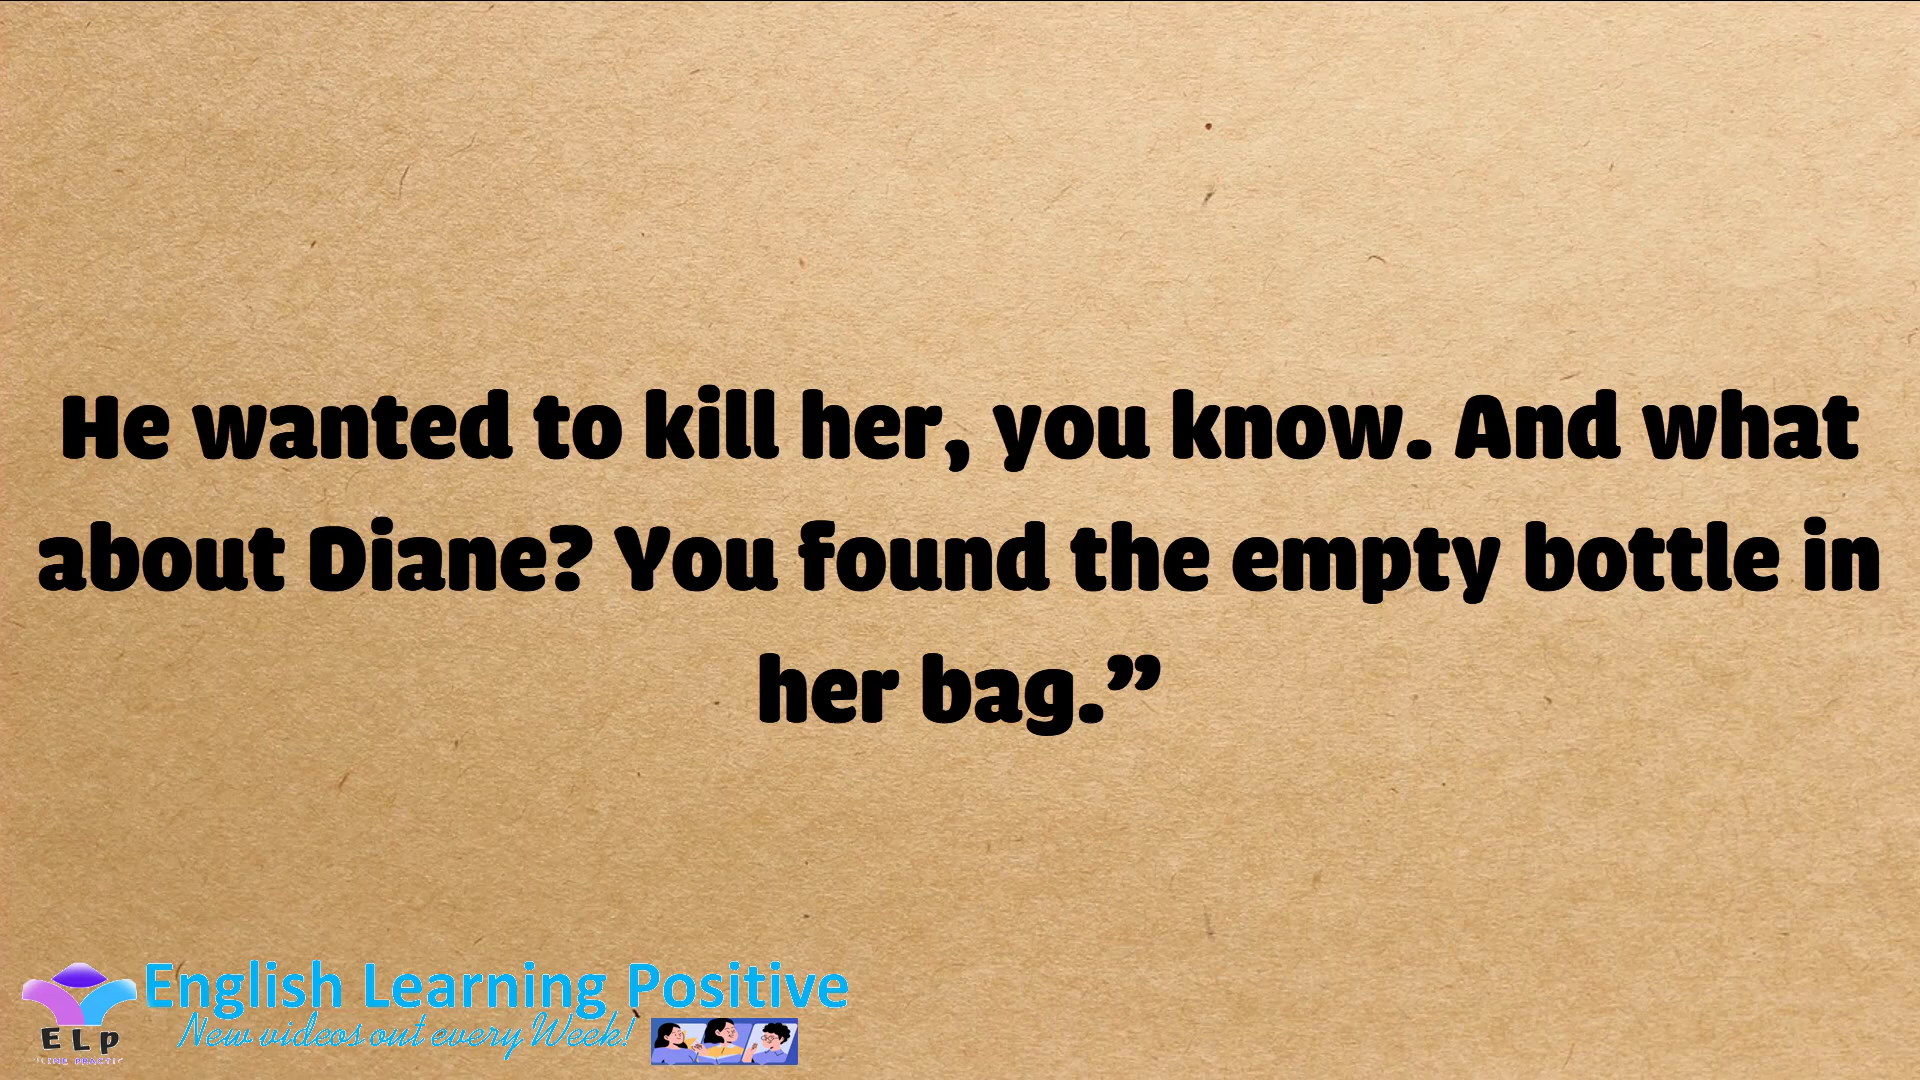 He wanted to kill her, you know. And what
about Diane? You found the empty bottle in
her bag.”
English Learning Positive
New videos out every Week!
ELP